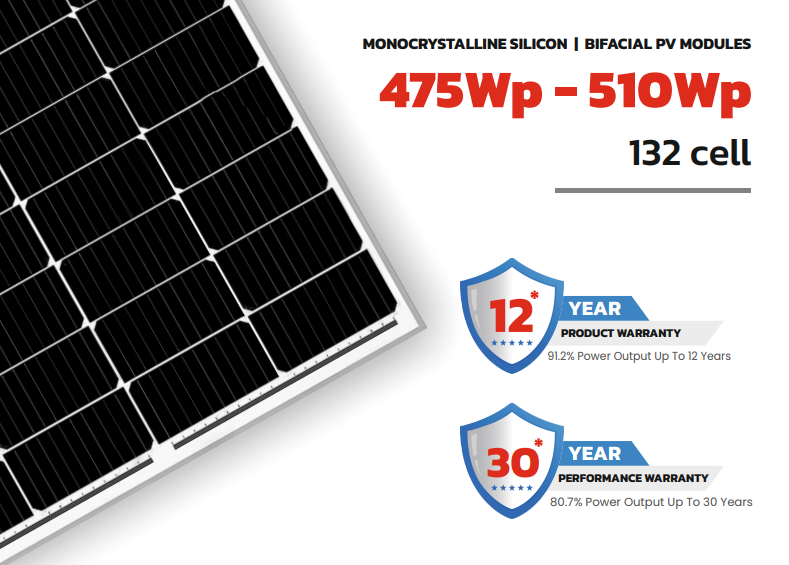 MONOCRYSTALLINE SILICON | BIFACIAL PV MODULES
475Wp – 510Wp
132 cell
12*
YEAR
PRODUCT WARRANTY
91.2% Power Output Up To 12 Years
30*
YEAR
PERFORMANCE WARRANTY
80.7% Power Output Up To 30 Years